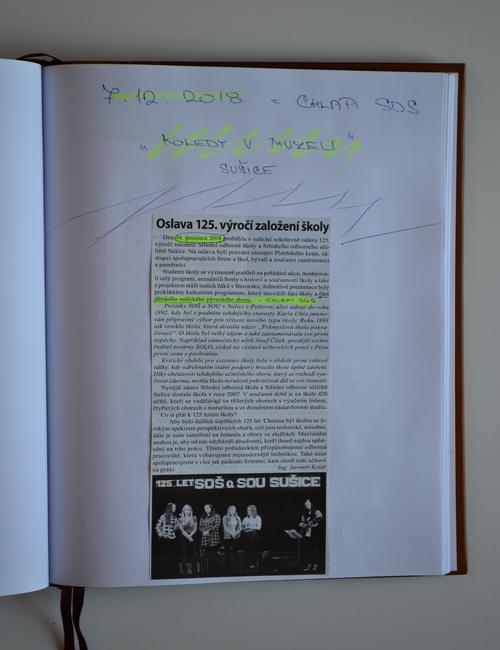 7.12.2018 = CHLAPI SDS
"KOLEDY V MUZEU"
SUŠICE
Oslava 125. výročí založení školy
Dne 14. prosince 2018 proběhla v sušické sokolovně oslava 125.
výročí založení Střední odborné školy a Středního odborného uči-
liště Sušice. Na oslavu byli pozváni zástupci Plzeňského kraje, zá-
stupci spolupracujících firem a škol, bývalí a současní zaměstnanci
a pamětníci.
Studenti školy se významně podíleli na pořádání akce, moderova-
li celý program, seznámili hosty s historií a současností školy a také
s projektem stáží našich žáků v Bavorsku. Jednotlivé prezentace byly
prokládány kulturním programem, který nacvičili žáci školy a část
dětského sušického pěveckého sboru. - CHLAPI SDS
Počátky SOŠ a SOU v Sušici v Poštovní ulici sahají do roku
1892, kdy byl z podnětu tehdejšího starosty Karla Uhla jmeno-
ván přípravný výbor pro zřízení nového typu školy. Roku 1893
tak vznikla škola, která dostala název „Průmyslová škola pokra-
čovací". O školu byl velký zájem a také zaznamenávala své první
úspěchy. Například zámečnický učeň Josef Čížek, pozdější vrchní
ředitel továrny SOLO, získal na výstavě učňovských prací v Plzni
první cenu s pochvalou.
Kritické období pro existenci školy bylo v období první světové
války, kdy odřeknutím státní podpory hrozilo škole úplné zavření.
Díky obětavosti tehdejšího učitelského sboru, který se rozhodl vyu-
čovat zdarma, mohla škola nerušeně pokračovat dál ve své činnosti.
Nynější název Střední odborná škola a Střední odborné učiliště
Sušice dostala škola v roce 2007. V současné době je na škole 420
učňů, kteří se vzdělávají ve tříletých oborech s výučním listem,
čtyřletých oborech s maturitou a ve dvouletém nástavbovém studiu.
Co si přát k 125 letům školy?
Aby bylo dalších úspěšných 125 let. Chceme být školou se ši-
rokým spektrem perspektivních oborů, což jsou technické, stavební,
dále je naše zaměření na řemesla a obory ve službách. Maximální
snahou je, aby od nás odcházeli absolventi, kteří ihned najdou uplat-
nění na trhu práce. Těmto požadavkům přizpůsobujeme odborná
pracoviště, která vybavujeme nejmodernější technikou. Také úzce
spolupracujeme s více jak padesáti firmami, kam chodí naši učňové
na praxi.
Ing. Jaromír Kolář
125 LET SOŠ a SOU SUŠICE